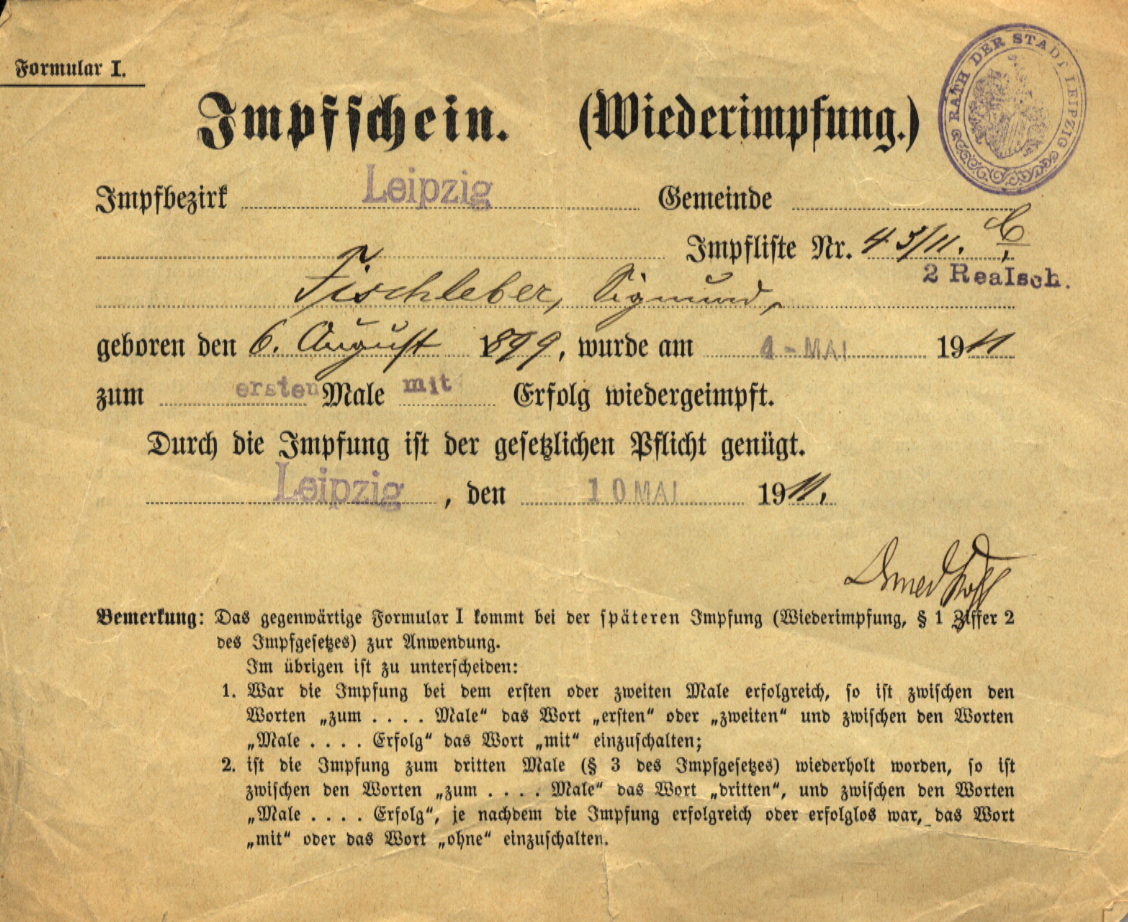 Formular I.
RATH DER STADT LEIPZIG
Impfschein. (Wiederimpfung.)
Impfbezirk Leipzig Gemeinde
Impfliste Nr. 43/11. C
2 Realsch.
Fischleber, Sigmund,
geboren den 6. August 1899, wurde am 4 - MAI 1911
zum ersten Male mit Erfolg wiedergeimpft.
Durch die Impfung ist der gesetzlichen Pflicht genügt.
Leipzig, den 10 MAI 1911.
Bemerkung: Das gegenwärtige Formular I kommt bei der späteren Impfung (Wiederimpfung, § 1 Ziffer 2
des Impfgesetzes) zur Anwendung.
Im übrigen ist zu unterscheiden:
1. War die Impfung bei dem ersten oder zweiten Male erfolgreich, so ist zwischen den
Worten „zum . . . . Male“ das Wort „ersten“ oder „zweiten“ und zwischen den Worten
„Male . . . . Erfolg“ das Wort „mit“ einzuschalten;
2. ist die Impfung zum dritten Male (§ 3 des Impfgesetzes) wiederholt worden, so ist
zwischen den Worten „zum . . . . Male“ das Wort „dritten“, und zwischen den Worten
„Male . . . . Erfolg“, je nachdem die Impfung erfolgreich oder erfolglos war, das Wort
„mit“ oder das Wort „ohne“ einzuschalten.